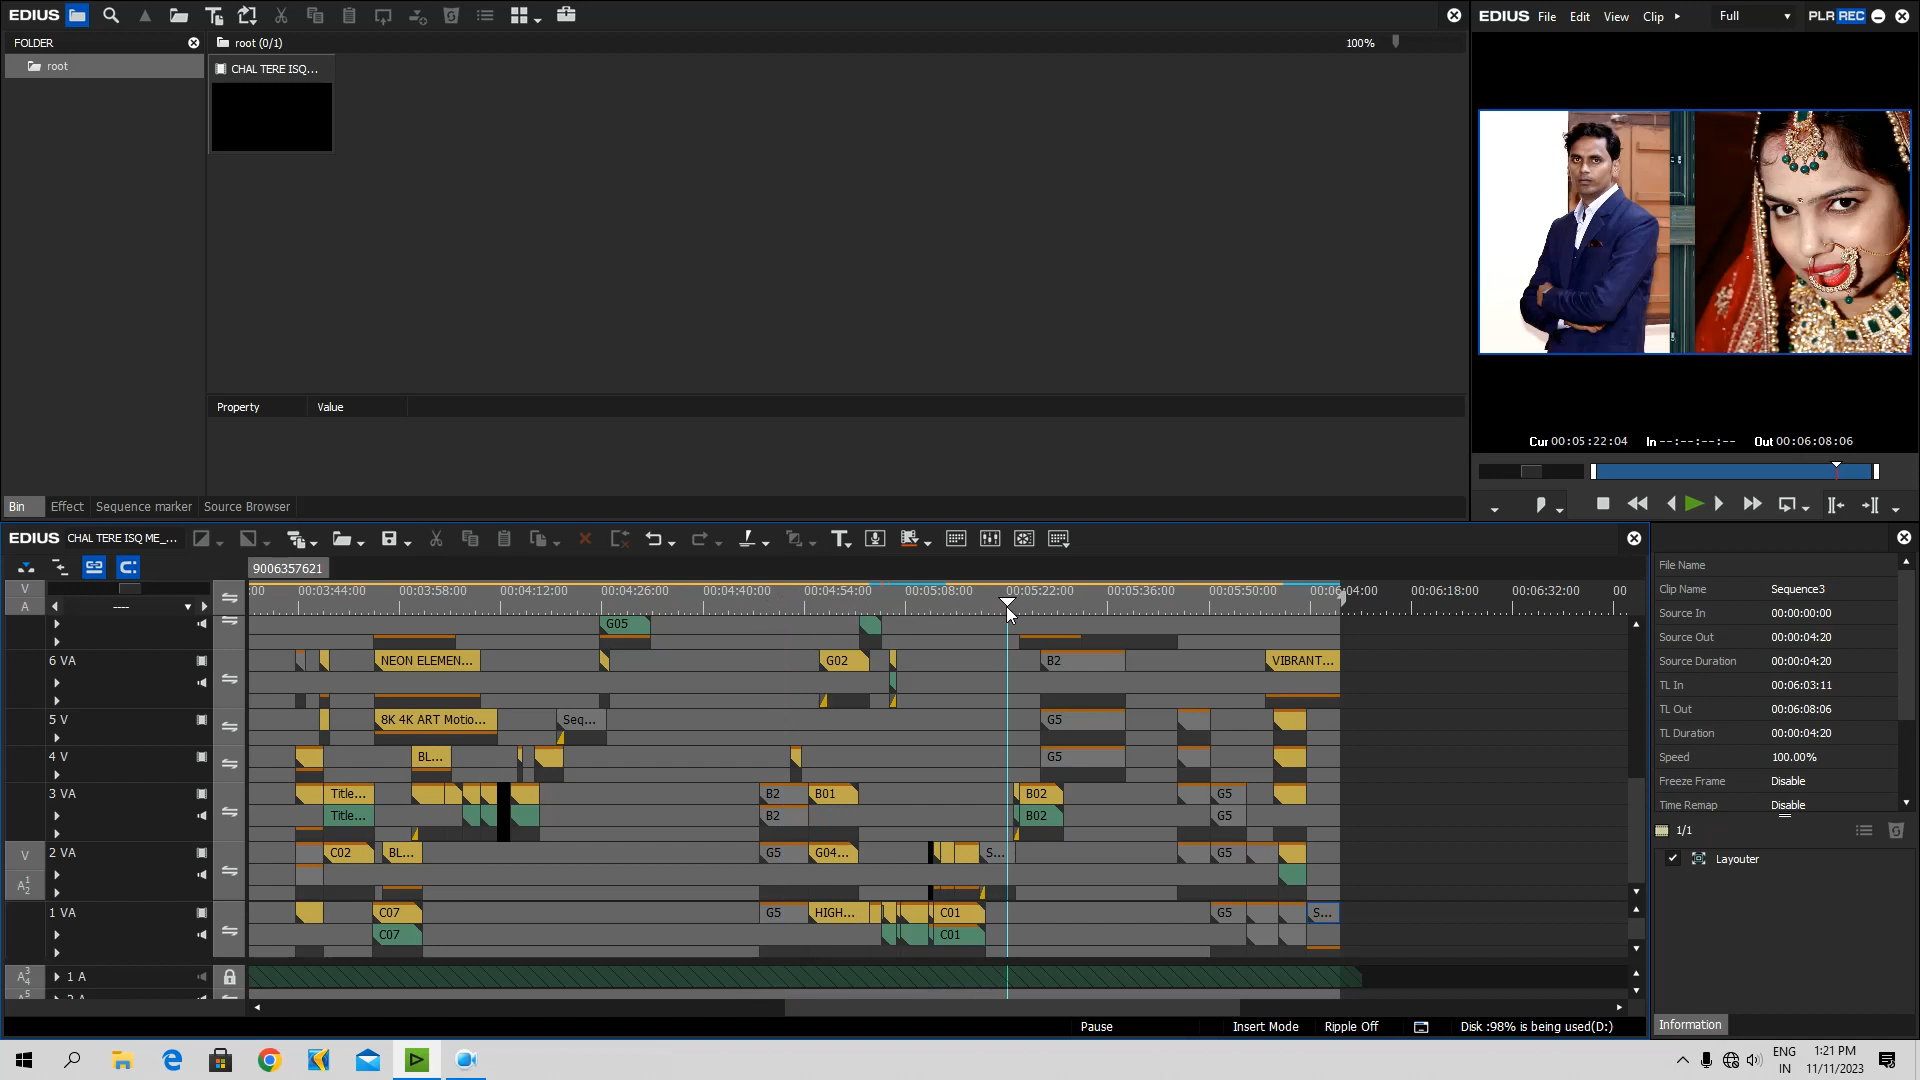 EDIUS
FOLDER
root
root (0/1)
100%
CHAL TERE ISQ...
Property Value
Bin Effect Sequence marker Source Browser
EDIUS File Edit View Clip Full PLR REC
Cur 00:05:22:04 In --:--:--:-- Out 00:06:08:06
EDIUS CHAL TERE ISQ ME_...
9006357621
V
A ----
:00 00:03:44:00 00:03:58:00 00:04:12:00 00:04:26:00 00:04:40:00 00:04:54:00 00:05:08:00 00:05:22:00 00:05:36:00 00:05:50:00 00:06:04:00 00:06:18:00 00:06:32:00 00
G05
6 VA NEON ELEMEN... G02 B2 VIBRANT...
5 V 8K 4K ART Motio... Seq... G5
4 V BL... G5
3 VA Title... B2 B01 B02 G5
Title... B2 B02 G5
V 2 VA C02 BL... G5 G04... S... G5
A 1 2
1 VA C07 G5 HIGH... C01 G5 S...
C07 C01
A 3 4 1 A
Pause Insert Mode Ripple Off Disk :98% is being used(D:)
File Name
Clip Name Sequence3
Source In 00:00:00:00
Source Out 00:00:04:20
Source Duration 00:00:04:20
TL In 00:06:03:11
TL Out 00:06:08:06
TL Duration 00:00:04:20
Speed 100.00%
Freeze Frame Disable
Time Remap Disable
1/1
Layouter
Information
ENG
IN
1:21 PM
11/11/2023